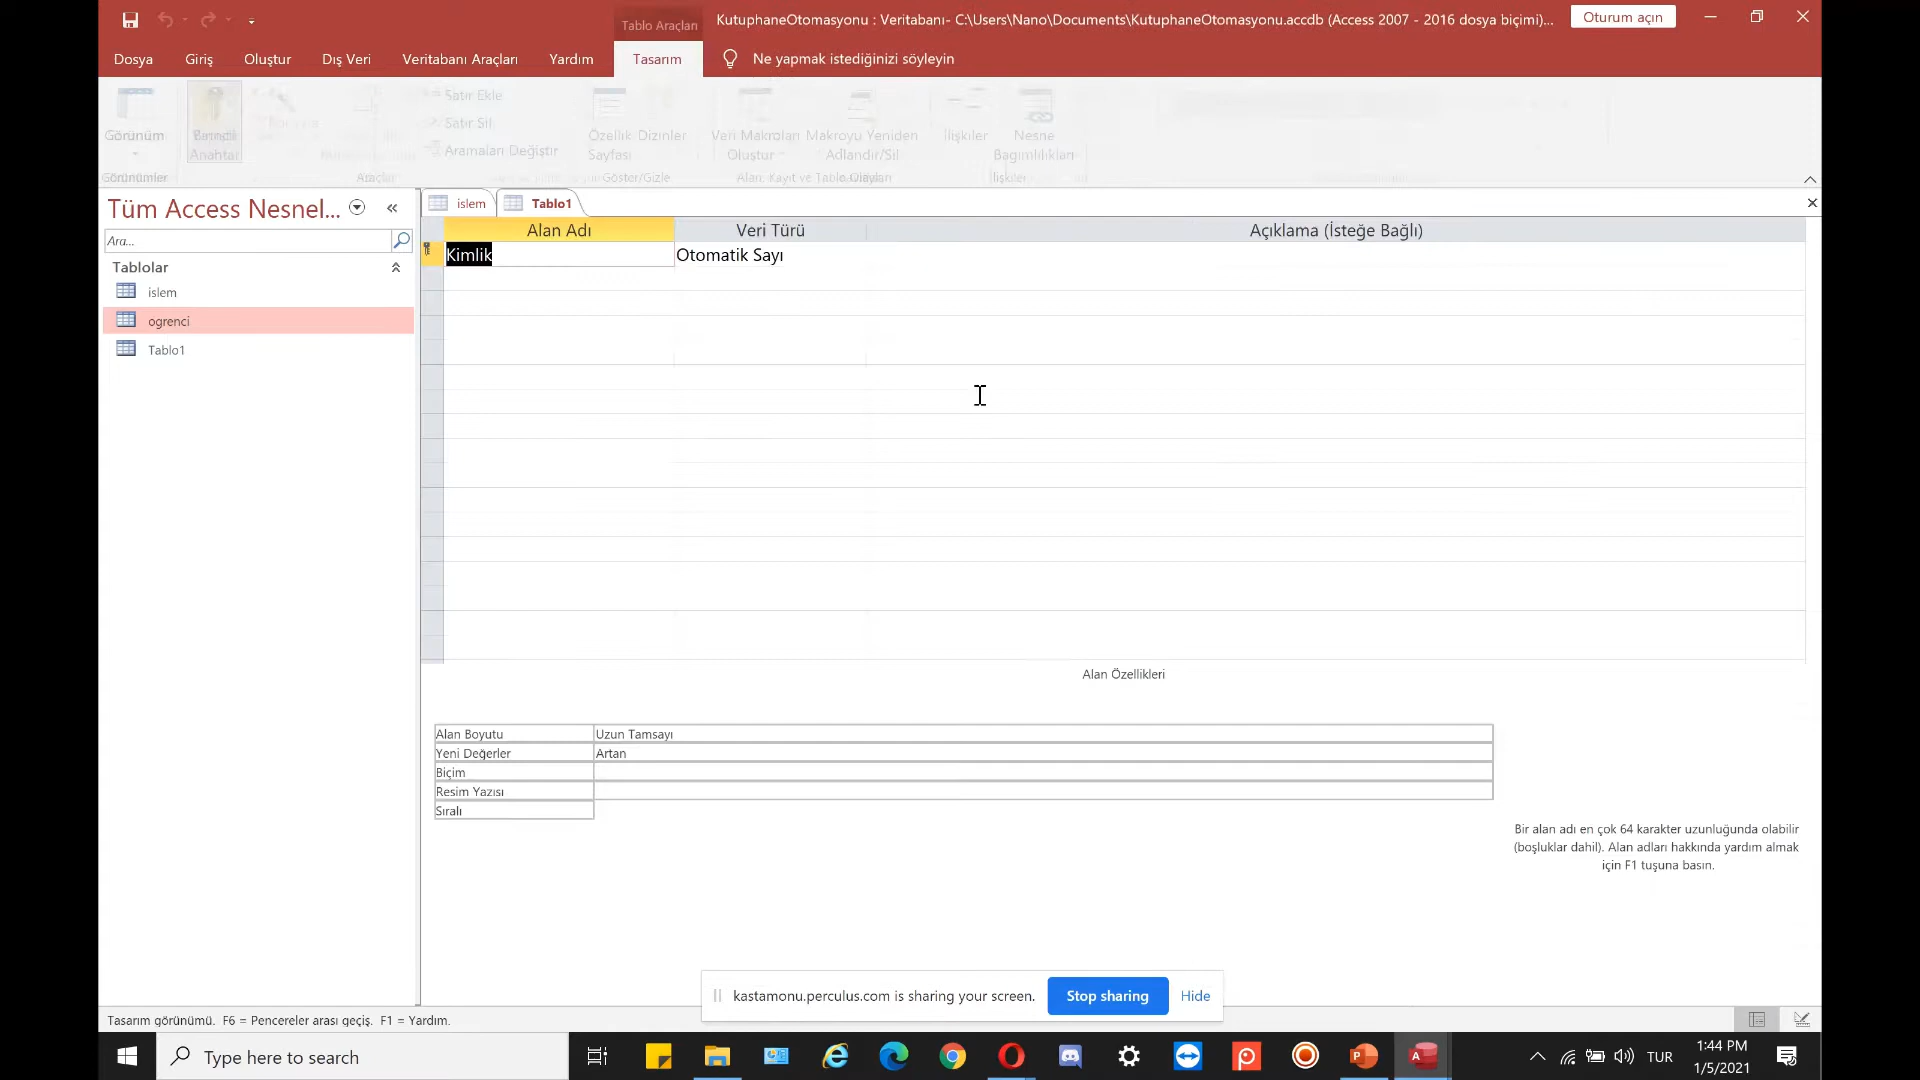 Tablo Araçları
KutuphaneOtomasyonu : Veritabanı- C:\Users\Nano\Documents\KutuphaneOtomasyonu.accdb (Access 2007 - 2016 dosya biçimi)...
Oturum açın
Dosya
Giriş
Oluştur
Dış Veri
Veritabanı Araçları
Yardım
Tasarım
Ne yapmak istediğinizi söyleyin
Görünüm
Anahtar
Satır Ekle
Satır Sil
Aramaları Değiştir
Özellik Sayfası
Dizinler
Veri Makroları Oluştur
Makroyu Yeniden Adlandır/Sil
İlişkiler
Nesne Bağımlılıkları
Araçlar
Göster/Gizle
Alan, Kayıt ve Tablo Olayları
İlişkiler
Tüm Access Nesnel...
Ara...
Tablolar
islem
ogrenci
Tablo1
islem
Tablo1
Alan Adı
Veri Türü
Açıklama (İsteğe Bağlı)
Kimlik
Otomatik Sayı
Alan Özellikleri
Alan Boyutu
Uzun Tamsayı
Yeni Değerler
Artan
Biçim
Resim Yazısı
Sıralı
Bir alan adı en çok 64 karakter uzunluğunda olabilir
(boşluklar dahil). Alan adları hakkında yardım almak
için F1 tuşuna basın.
kastamonu.perculus.com is sharing your screen.
Stop sharing
Hide
Tasarım görünümü. F6 = Pencereler arası geçiş. F1 = Yardım.
Type here to search
TUR
1:44 PM
1/5/2021